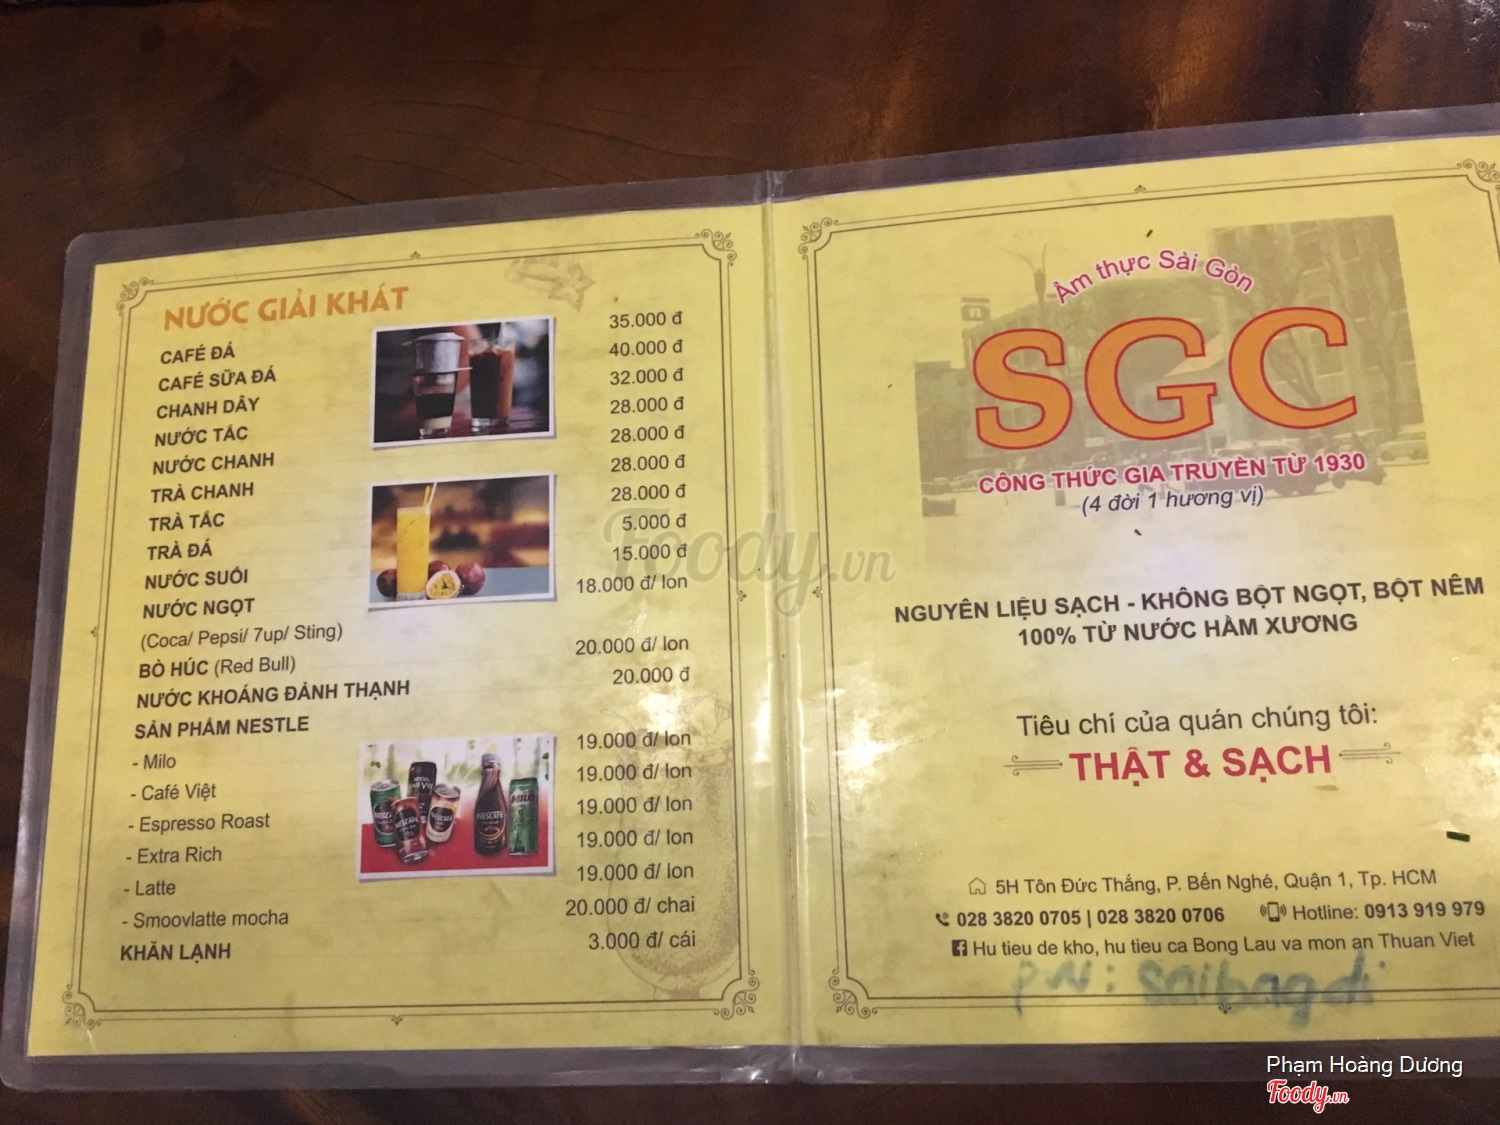 NƯỚC GIẢI KHÁT
CAFÉ ĐÁ 35.000 đ
CAFÉ SỮA ĐÁ 40.000 đ
CHANH DÂY 32.000 đ
NƯỚC TẮC 28.000 đ
NƯỚC CHANH 28.000 đ
TRÀ CHANH 28.000 đ
TRÀ TẮC 28.000 đ
TRÀ ĐÁ 5.000 đ
NƯỚC SUỐI 15.000 đ
NƯỚC NGỌT 18.000 đ/ lon
(Coca/ Pepsi/ 7up/ Sting)
BÒ HÚC (Red Bull) 20.000 đ/ lon
NƯỚC KHOÁNG ĐẢNH THẠNH 20.000 đ
SẢN PHẨM NESTLE
- Milo 19.000 đ/ lon
- Café Việt 19.000 đ/ lon
- Espresso Roast 19.000 đ/ lon
- Extra Rich 19.000 đ/ lon
- Latte 19.000 đ/ lon
- Smoovlatte mocha 20.000 đ/ chai
KHĂN LẠNH 3.000 đ/ cái
Ẩm thực Sài Gòn
SGC
CÔNG THỨC GIA TRUYỀN TỪ 1930
(4 đời 1 hương vị)
NGUYÊN LIỆU SẠCH - KHÔNG BỘT NGỌT, BỘT NÊM
100% TỪ NƯỚC HẦM XƯƠNG
Tiêu chí của quán chúng tôi:
THẬT & SẠCH
5H Tôn Đức Thắng, P. Bến Nghé, Quận 1, Tp. HCM
028 3820 0705 | 028 3820 0706 Hotline: 0913 919 979
Hu tieu de kho, hu tieu ca Bong Lau va mon an Thuan Viet
Foody.vn
Phạm Hoàng Dương
Foody.vn